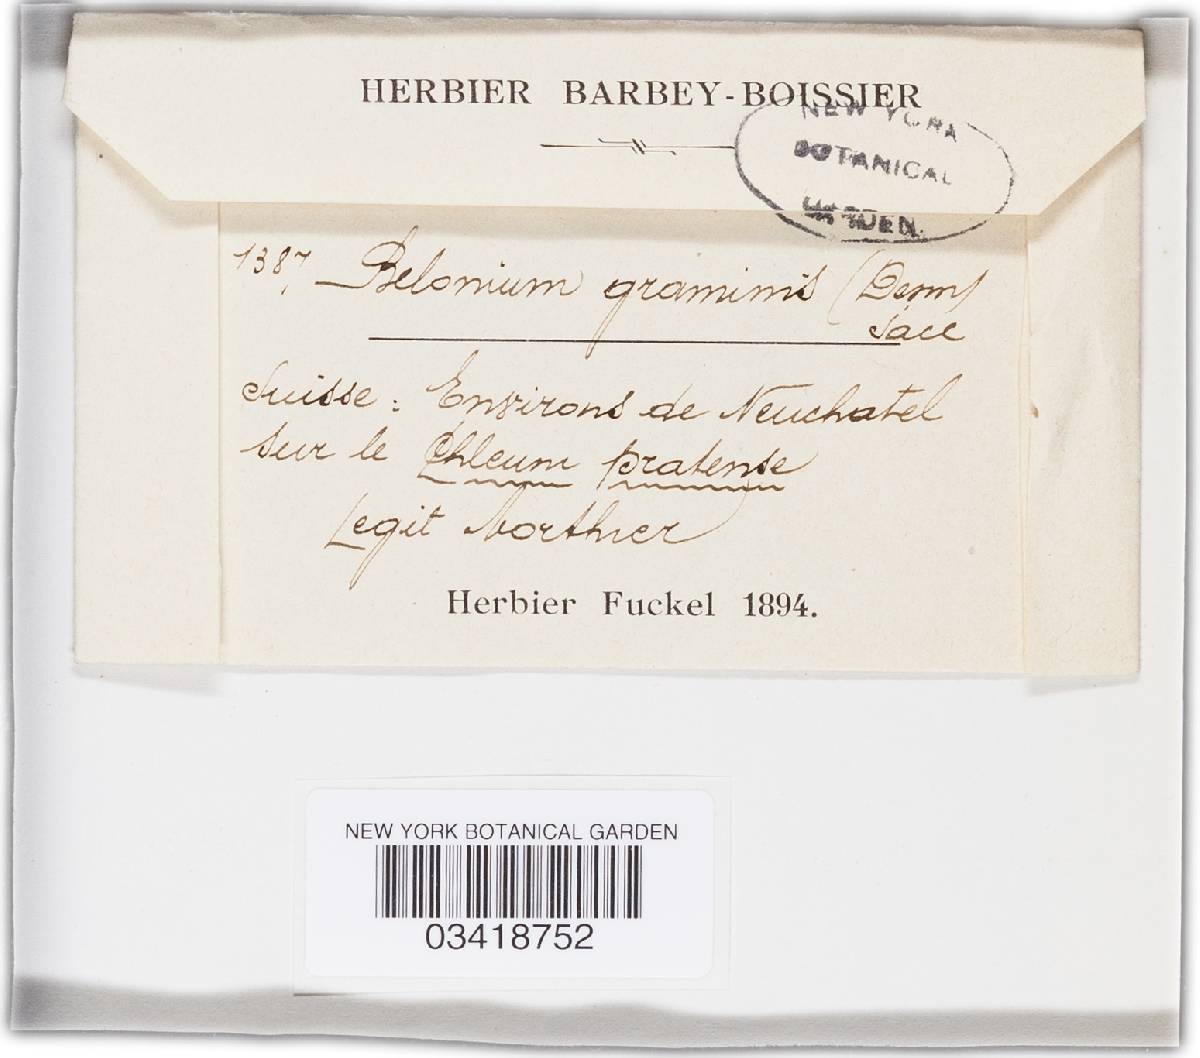 HERBIER BARBEY-BOISSIER
NEW YORK
BOTANICAL
GARDEN.
1387, Belonium graminis (Desm)
Sacc
Suisse : Environs de Neuchatel
sur le Phleum pratense
Legit Morthier
Herbier Fuckel 1894.
NEW YORK BOTANICAL GARDEN
03418752